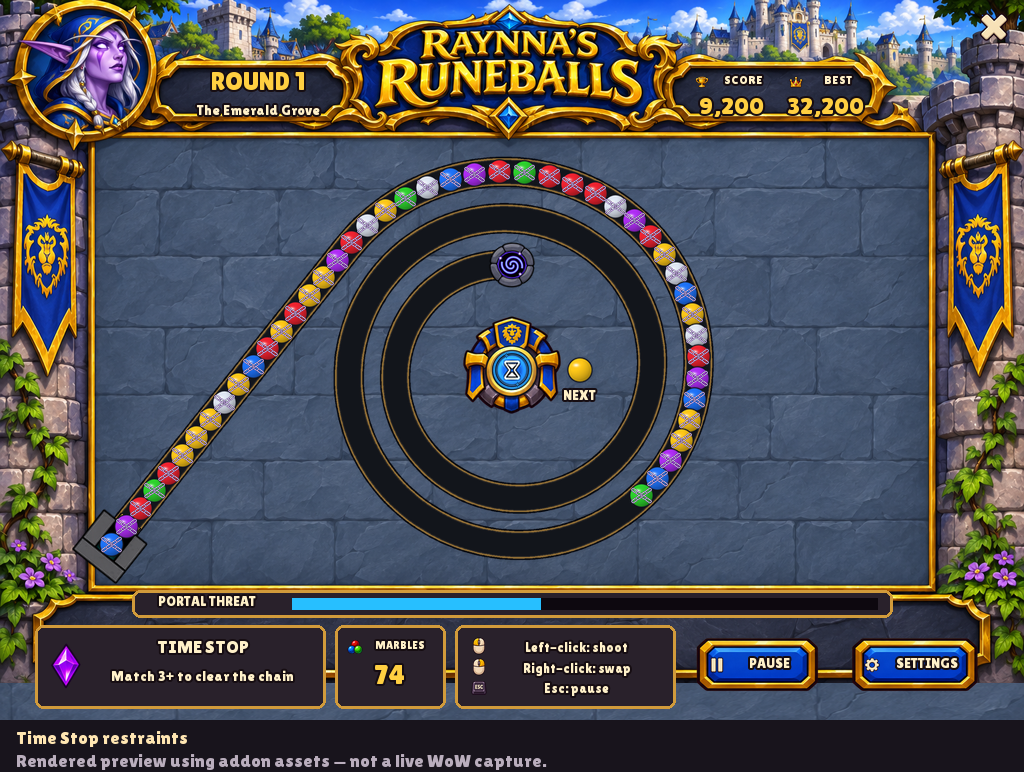 RAYNNA'S
RUNEBALLS
ROUND 1
The Emerald Grove
SCORE
BEST
9,200
32,200
NEXT
PORTAL THREAT
TIME STOP
Match 3+ to clear the chain
MARBLES
74
Left-click: shoot
Right-click: swap
ESC
Esc: pause
PAUSE
SETTINGS
Time Stop restraints
Rendered preview using addon assets — not a live WoW capture.